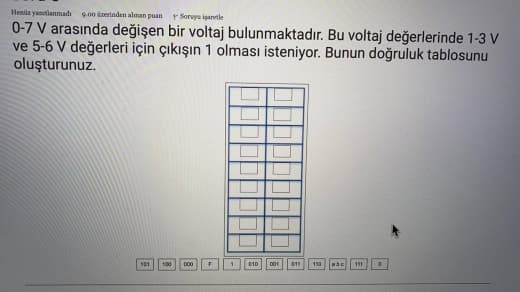 Henüz yanıtlanmadı 9,00 üzerinden alınan puan Soruyu işaretle
0-7 V arasında değişen bir voltaj bulunmaktadır. Bu voltaj değerlerinde 1-3 V
ve 5-6 V değerleri için çıkışın 1 olması isteniyor. Bunun doğruluk tablosunu
oluşturunuz.
101 100 000 F 1 010 001 011 110 a b c 111 0